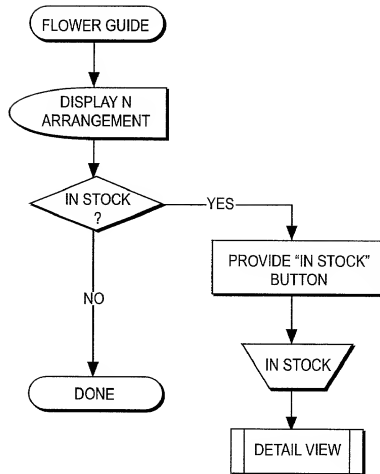 FLOWER GUIDE
DISPLAY N
ARRANGEMENT
IN STOCK
?
YES
PROVIDE “IN STOCK”
BUTTON
NO
IN STOCK
DONE
DETAIL VIEW